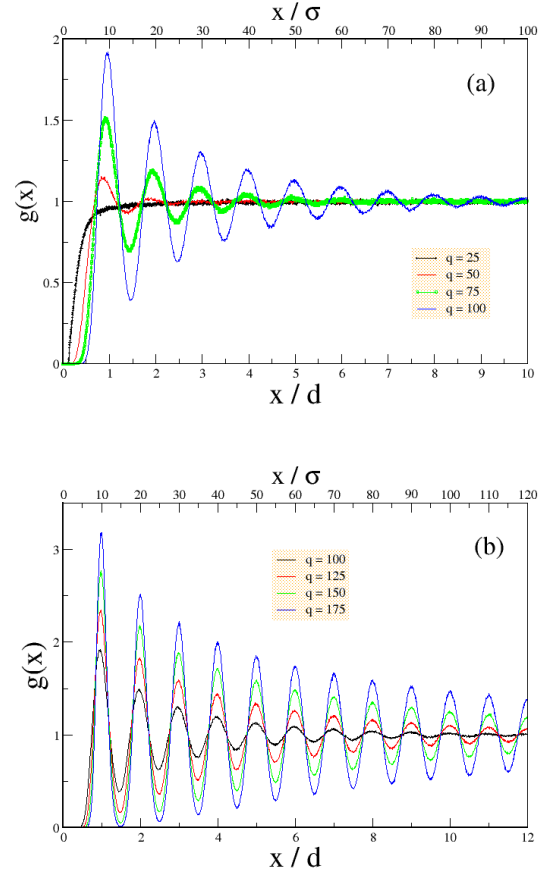 x / σ
0 10 20 30 40 50 60 70 80 90 100
2
(a)
1.5
g(x)
1
q = 25
q = 50
q = 75
q = 100
0.5
0
0 1 2 3 4 5 6 7 8 9 10
x / d
x / σ
0 10 20 30 40 50 60 70 80 90 100 110 120
(b)
3
q = 100
q = 125
q = 150
q = 175
2
g(x)
1
0
0 2 4 6 8 10 12
x / d